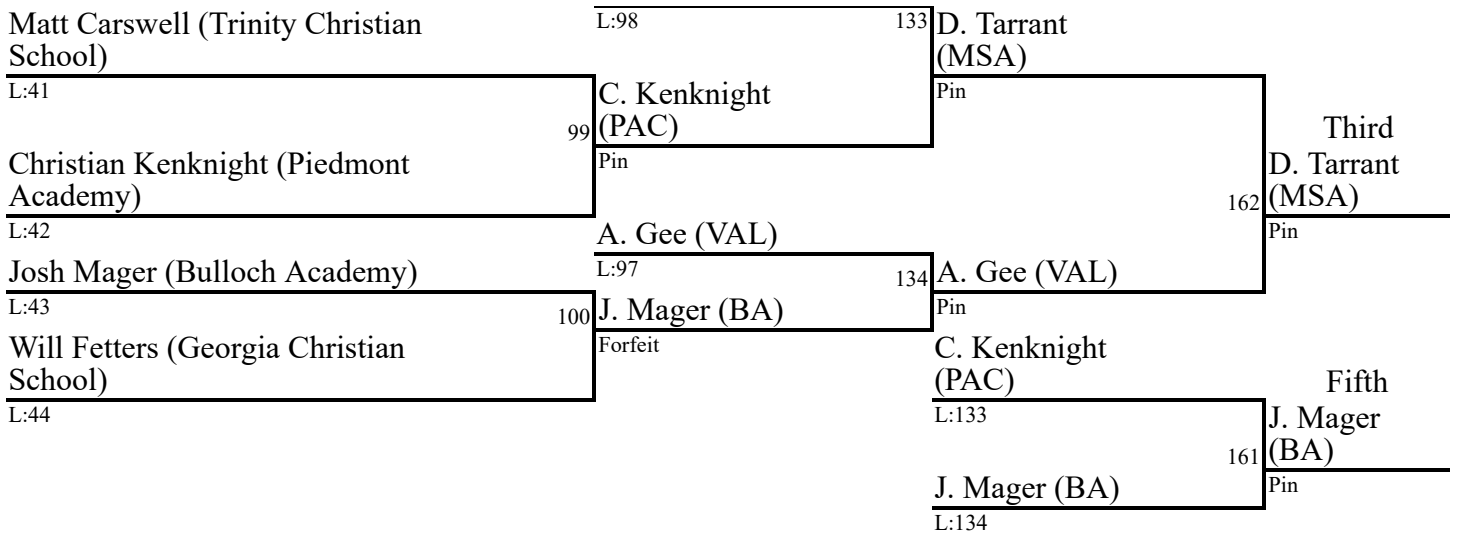 Matt Carswell (Trinity Christian
School)
L:41
Christian Kenknight (Piedmont
Academy)
L:42
Josh Mager (Bulloch Academy)
L:43
Will Fetters (Georgia Christian
School)
L:44
L:98
99
C. Kenknight
(PAC)
Pin
A. Gee (VAL)
L:97
100
J. Mager (BA)
Forfeit
133
D. Tarrant
(MSA)
Pin
134
A. Gee (VAL)
Pin
C. Kenknight
(PAC)
L:133
J. Mager (BA)
L:134
Third
162
D. Tarrant
(MSA)
Pin
Fifth
161
J. Mager
(BA)
Pin